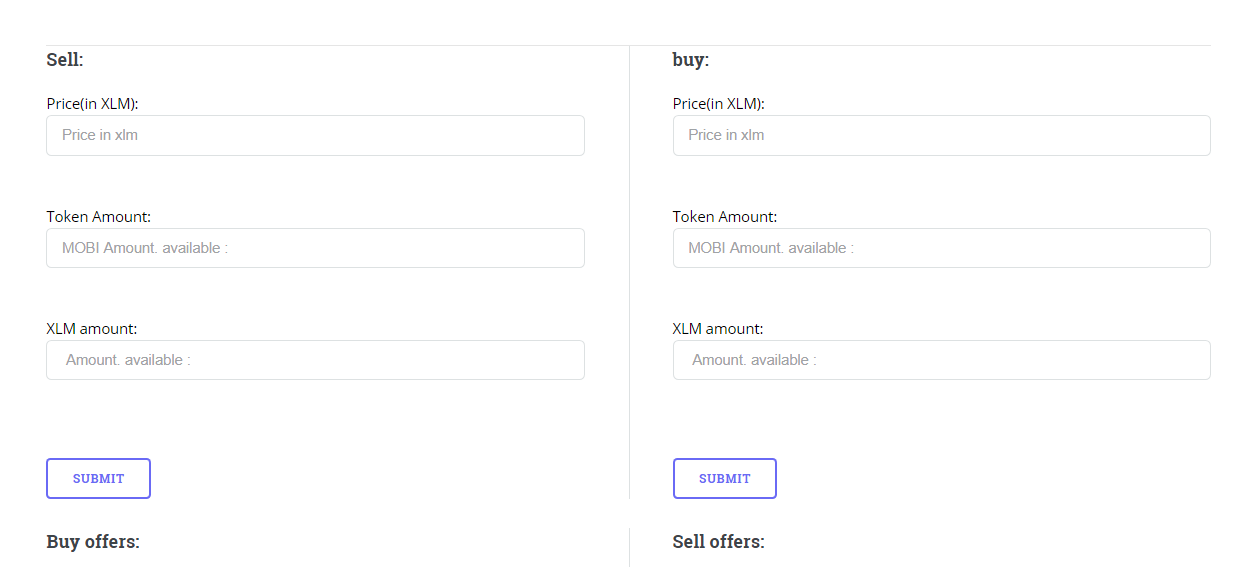 Sell:
Price(in XLM):
Price in xlm
Token Amount:
MOBI Amount. available :
XLM amount:
Amount. available :
SUBMIT
buy:
Price(in XLM):
Price in xlm
Token Amount:
MOBI Amount. available :
XLM amount:
Amount. available :
SUBMIT
Buy offers:
Sell offers: